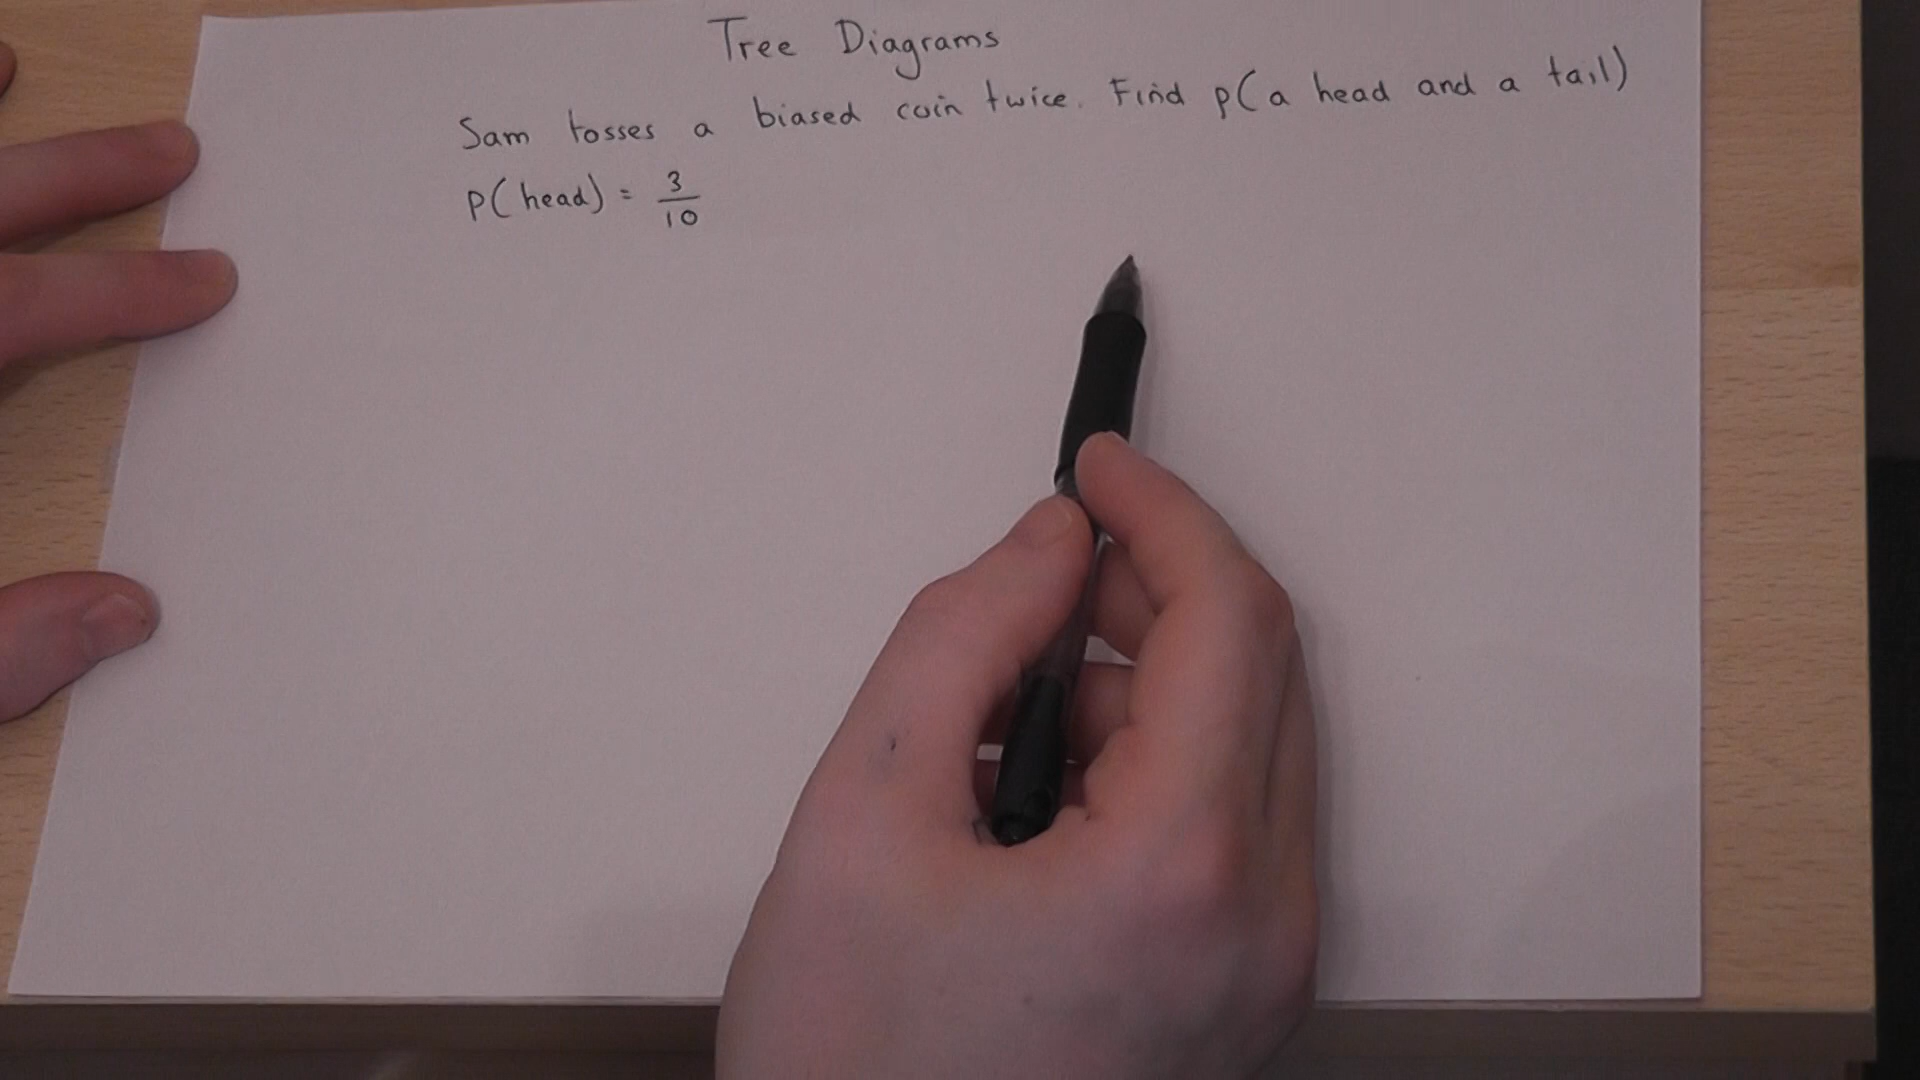 Tree Diagrams
Sam tosses a biased coin twice. Find p(a head and a tail)
p(head) = 3/10